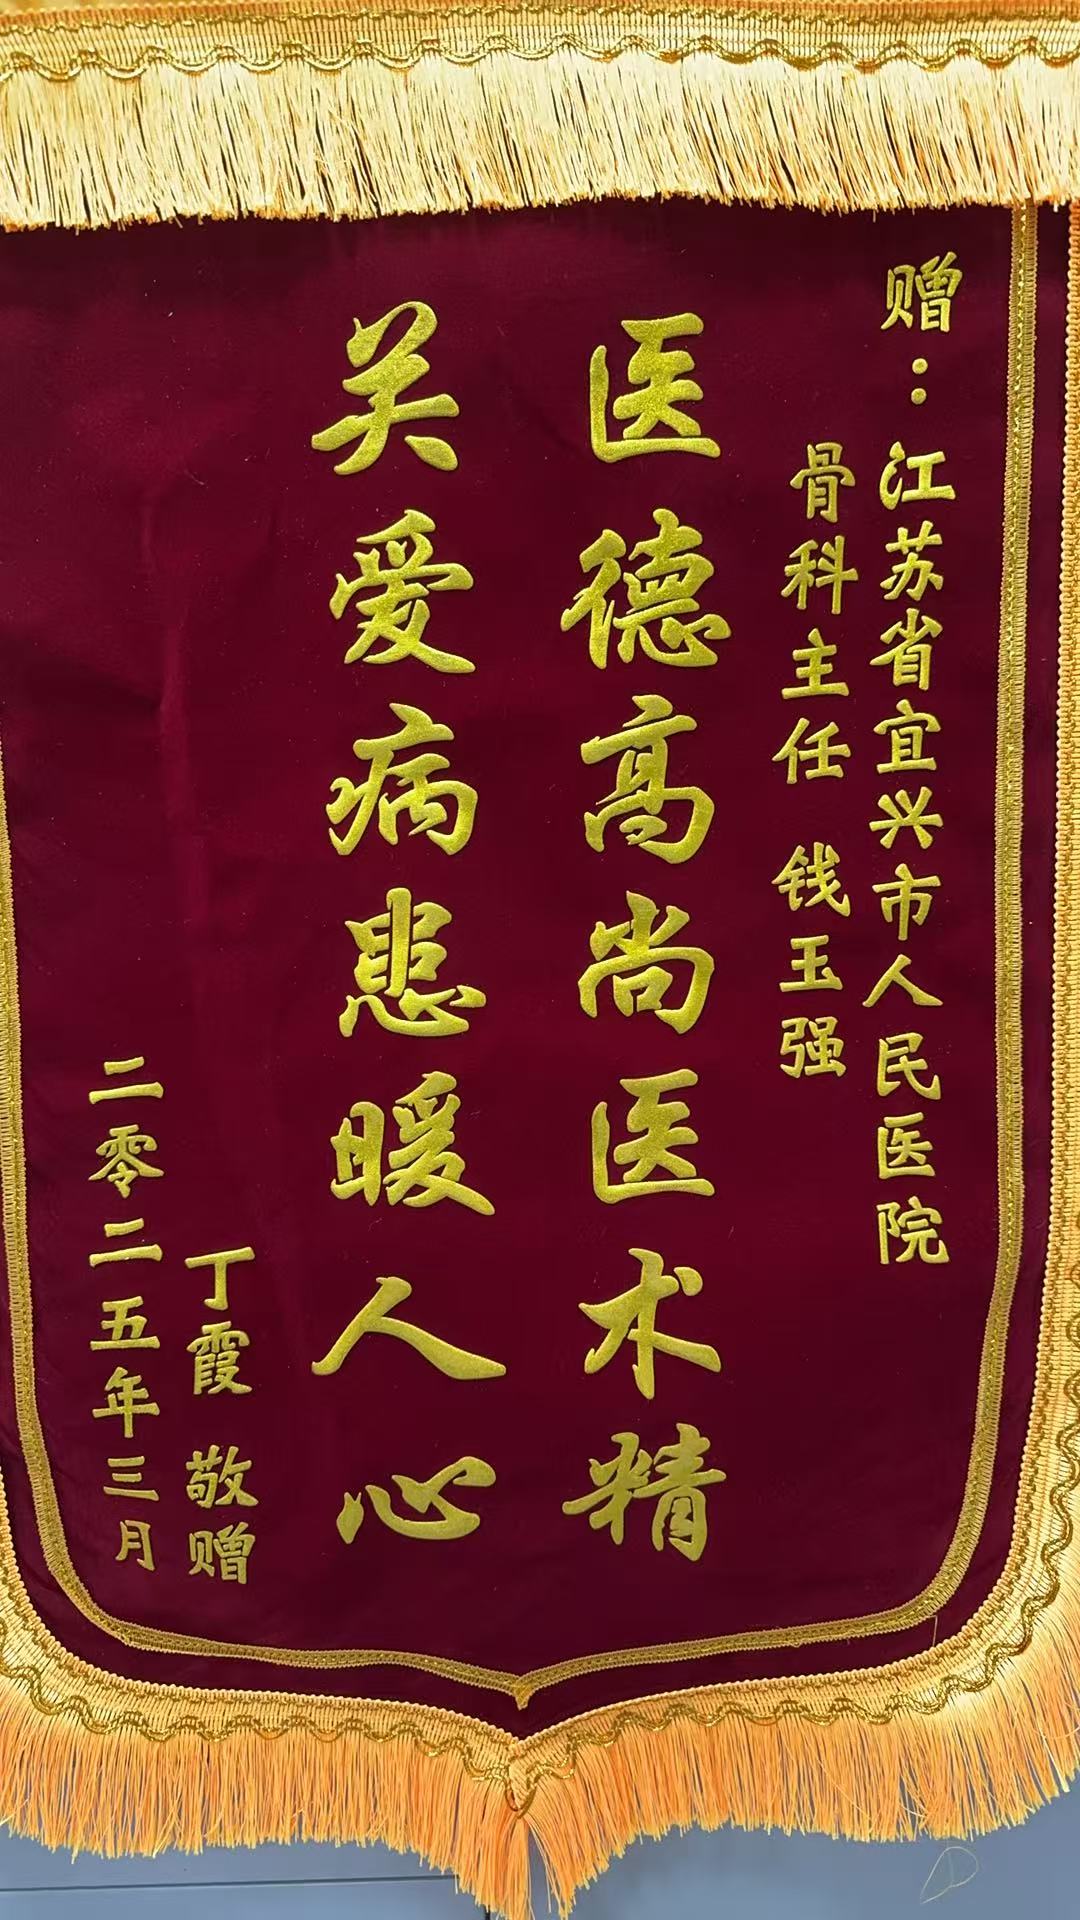 赠：江苏省宜兴市人民医院
骨科主任 钱玉强
医德高尚医术精
关爱病患暖人心
丁霞 敬赠
二零二五年三月